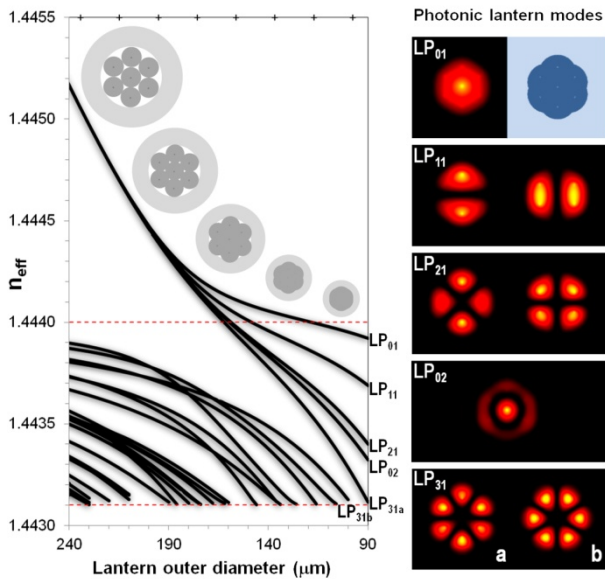 Photonic lantern modes
1.4455
1.4450
1.4445
1.4440
1.4435
1.4430
n_eff
240
190
140
90
Lantern outer diameter (μm)
LP₀₁
LP₁₁
LP₂₁
LP₀₂
LP₃₁ₐ
LP₃₁b
LP₀₁
LP₁₁
LP₂₁
LP₀₂
LP₃₁
a
b